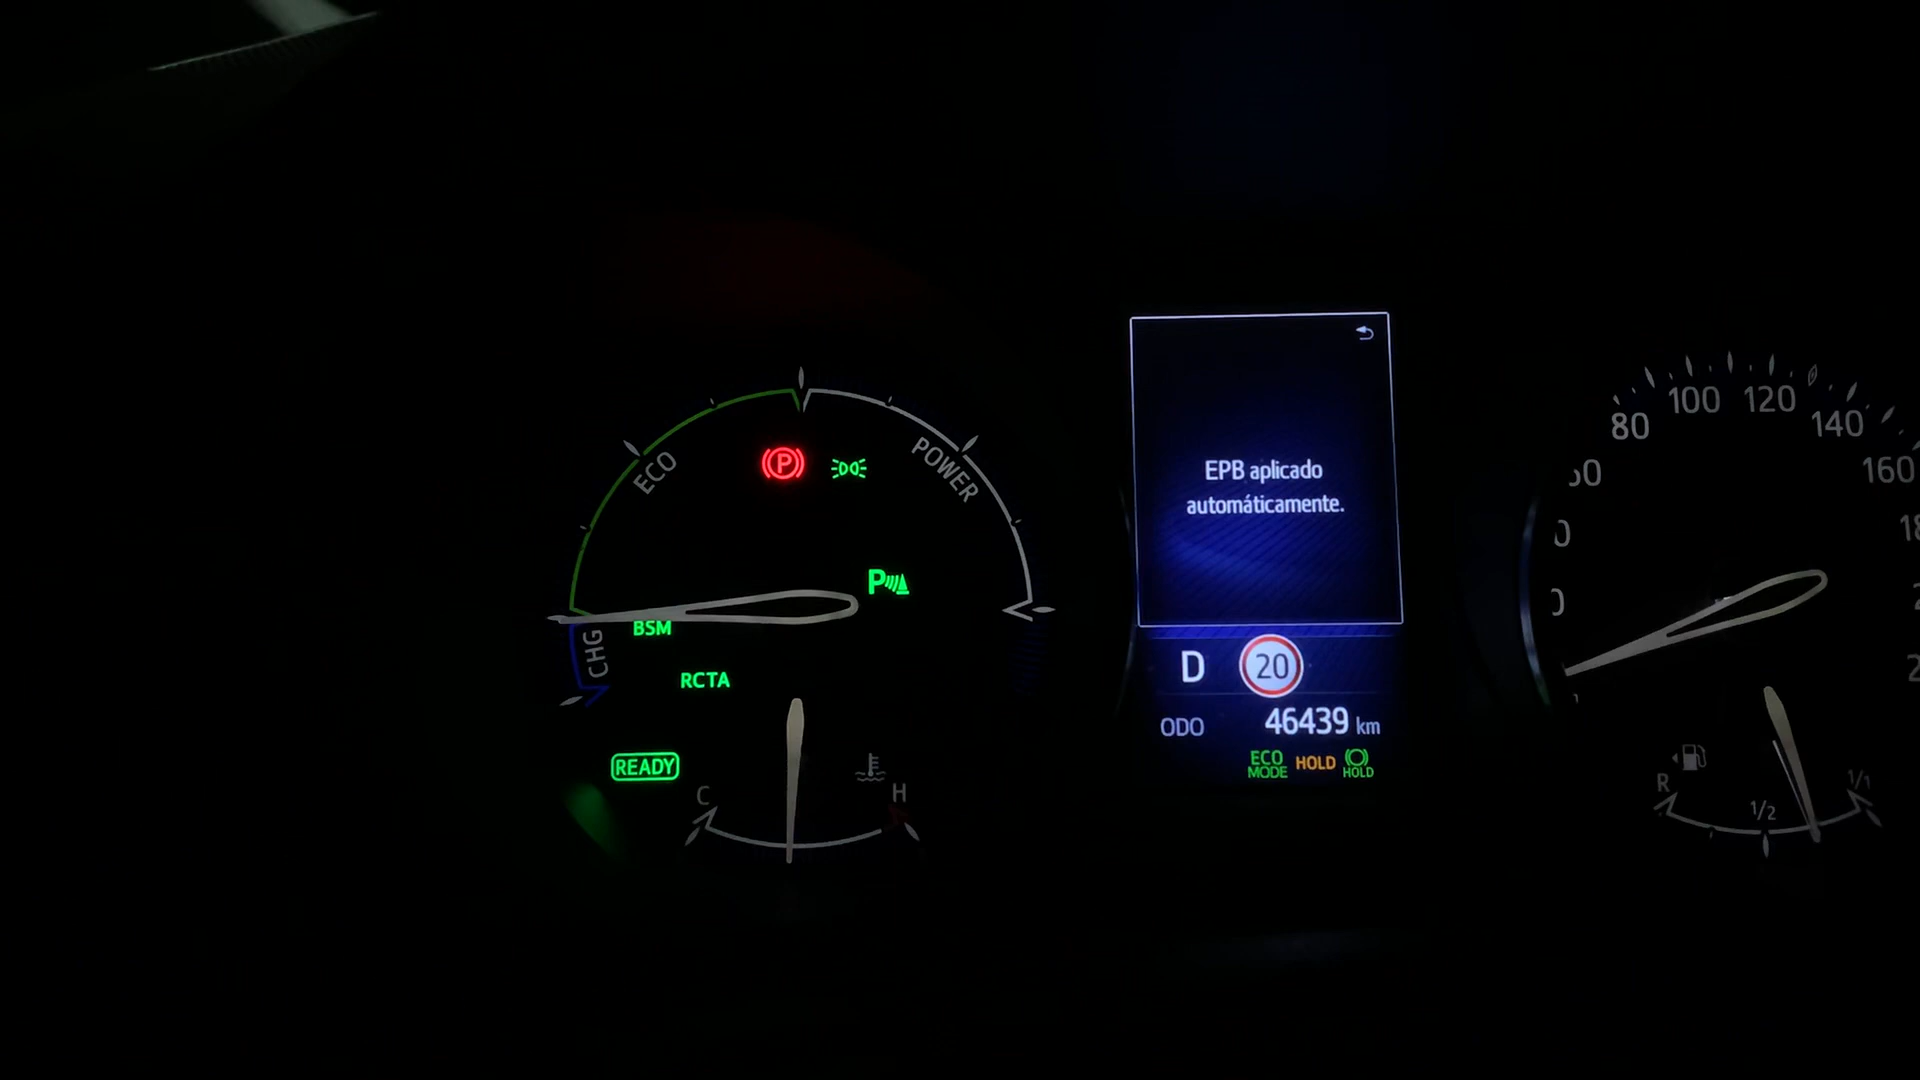 ECO
POWER
CHG
BSM
RCTA
READY
C
H
EPB aplicado
automáticamente.
D
20
ODO 46439 km
ECO
MODE
HOLD
HOLD
80
100
120
140
160
R
1/2
1/1